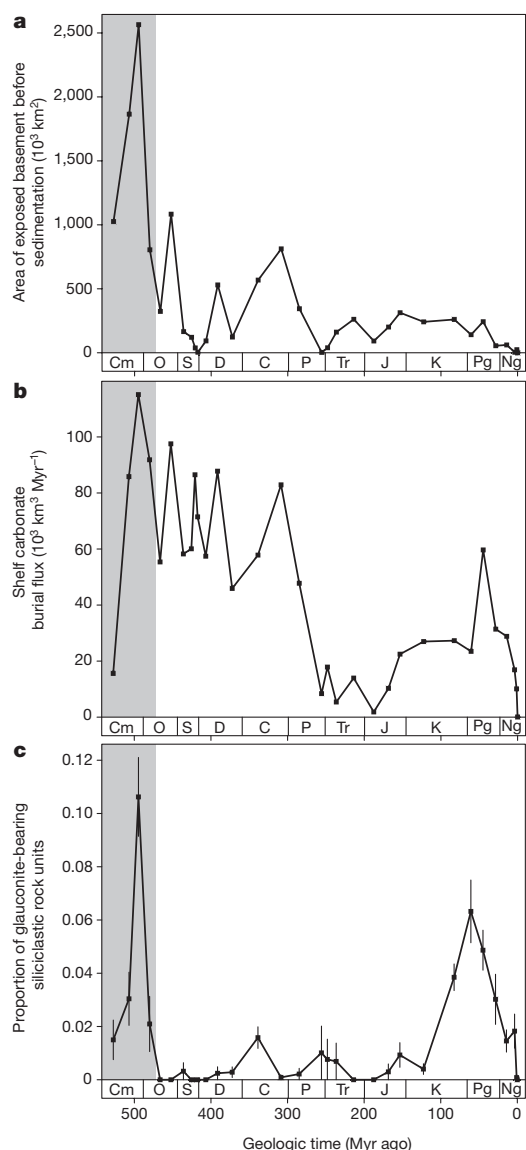 a
Area of exposed basement before
sedimentation (10³ km²)
2,500
2,000
1,500
1,000
500
0
Cm O S D C P Tr J K Pg Ng
b
Shelf carbonate
burial flux (10³ km³ Myr⁻¹)
100
80
60
40
20
0
Cm O S D C P Tr J K Pg Ng
c
Proportion of glauconite-bearing
siliciclastic rock units
0.12
0.10
0.08
0.06
0.04
0.02
0
Cm O S D C P Tr J K Pg Ng
500 400 300 200 100 0
Geologic time (Myr ago)